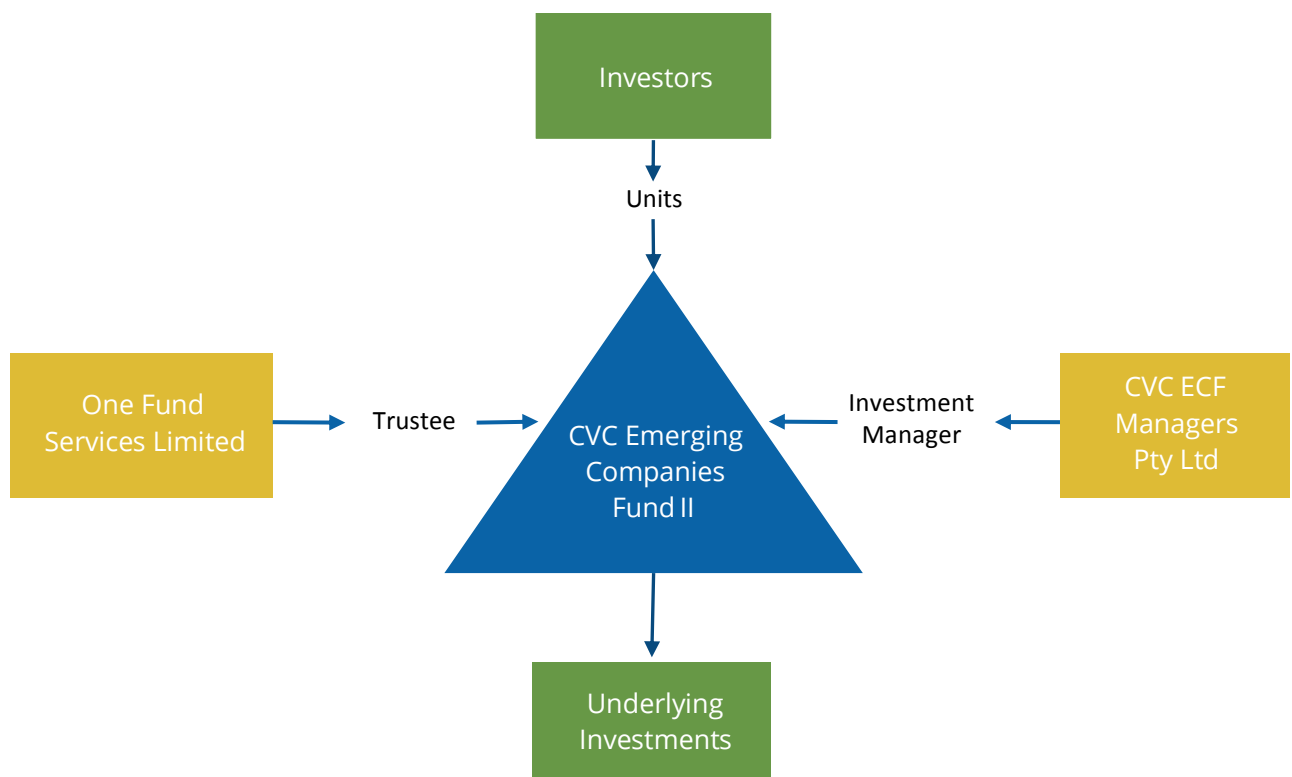 Investors
Units
One Fund
Services Limited
Trustee
CVC Emerging
Companies
Fund II
Investment
Manager
CVC ECF
Managers
Pty Ltd
Underlying
Investments